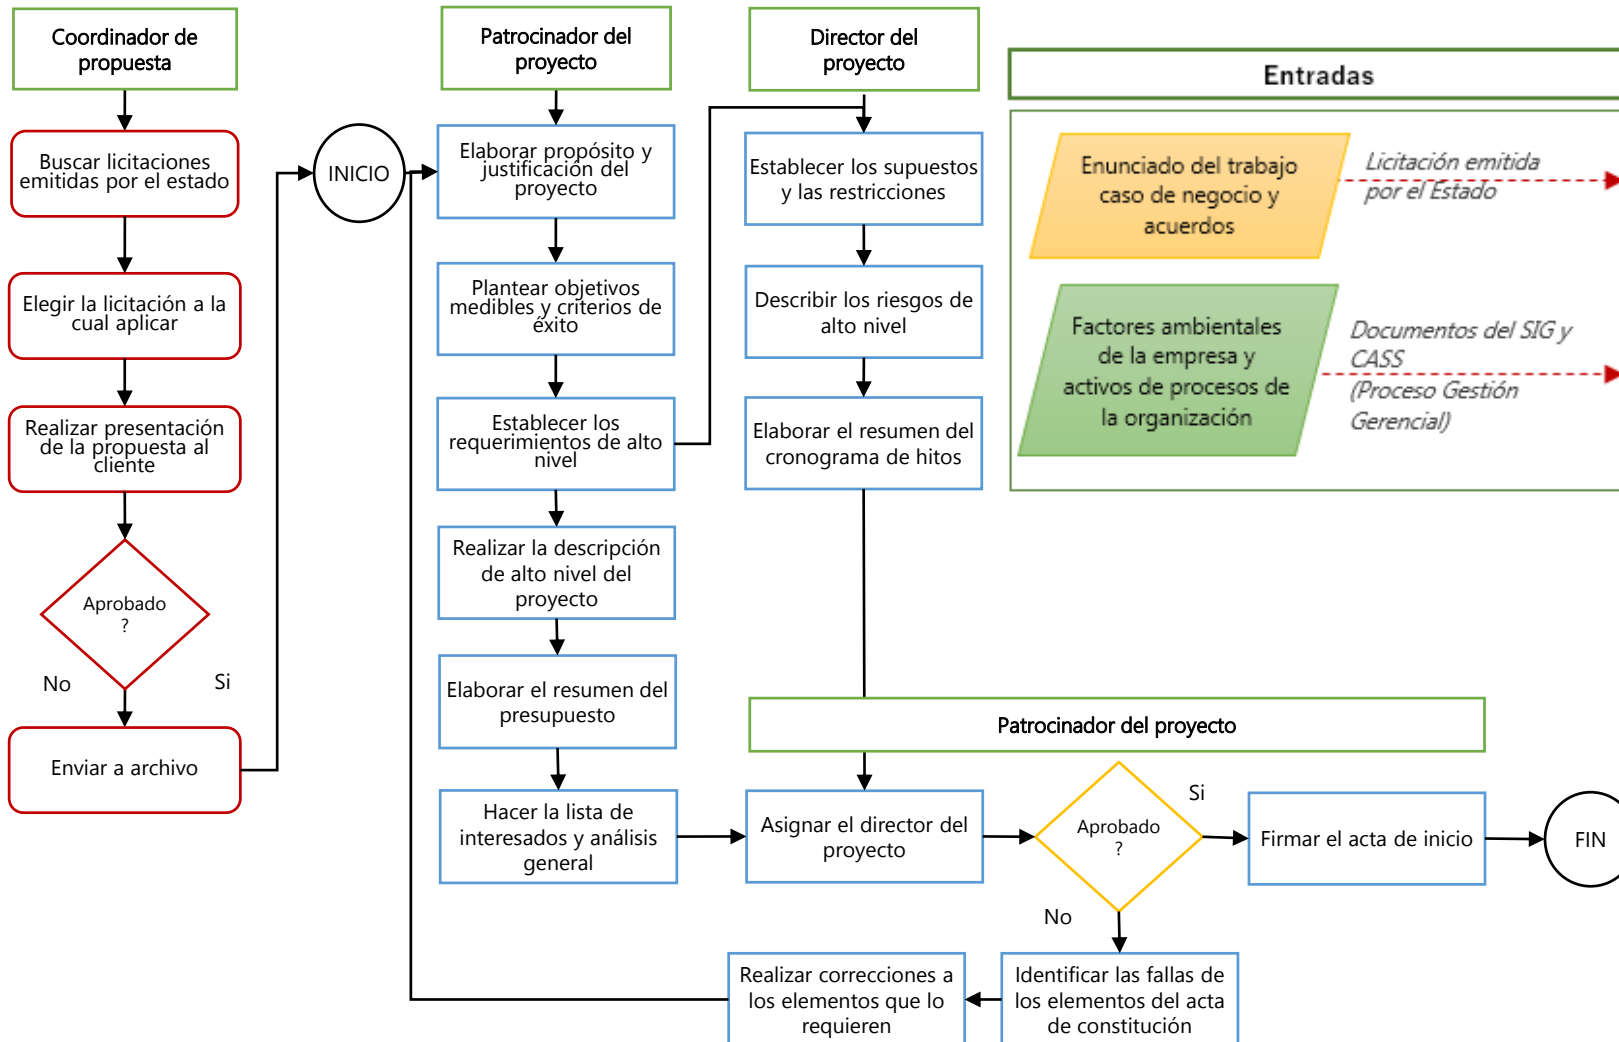 Coordinador de
propuesta
Buscar licitaciones
emitidas por el estado
Elegir la licitación a la
cual aplicar
Realizar presentación
de la propuesta al
cliente
Aprobado
?
No
Si
Enviar a archivo
INICIO
Patrocinador del
proyecto
Elaborar propósito y
justificación del
proyecto
Plantear objetivos
medibles y criterios de
éxito
Establecer los
requerimientos de alto
nivel
Realizar la descripción
de alto nivel del
proyecto
Elaborar el resumen del
presupuesto
Hacer la lista de
interesados y análisis
general
Director del
proyecto
Establecer los supuestos
y las restricciones
Describir los riesgos de
alto nivel
Elaborar el resumen del
cronograma de hitos
Patrocinador del proyecto
Asignar el director del
proyecto
Aprobado
?
Si
No
Firmar el acta de inicio
FIN
Identificar las fallas de
los elementos del acta
de constitución
Realizar correcciones a
los elementos que lo
requieren
Entradas
Enunciado del trabajo
caso de negocio y
acuerdos
Licitación emitida
por el Estado
Factores ambientales
de la empresa y
activos de procesos de
la organización
Documentos del SIG y
CASS
(Proceso Gestión
Gerencial)